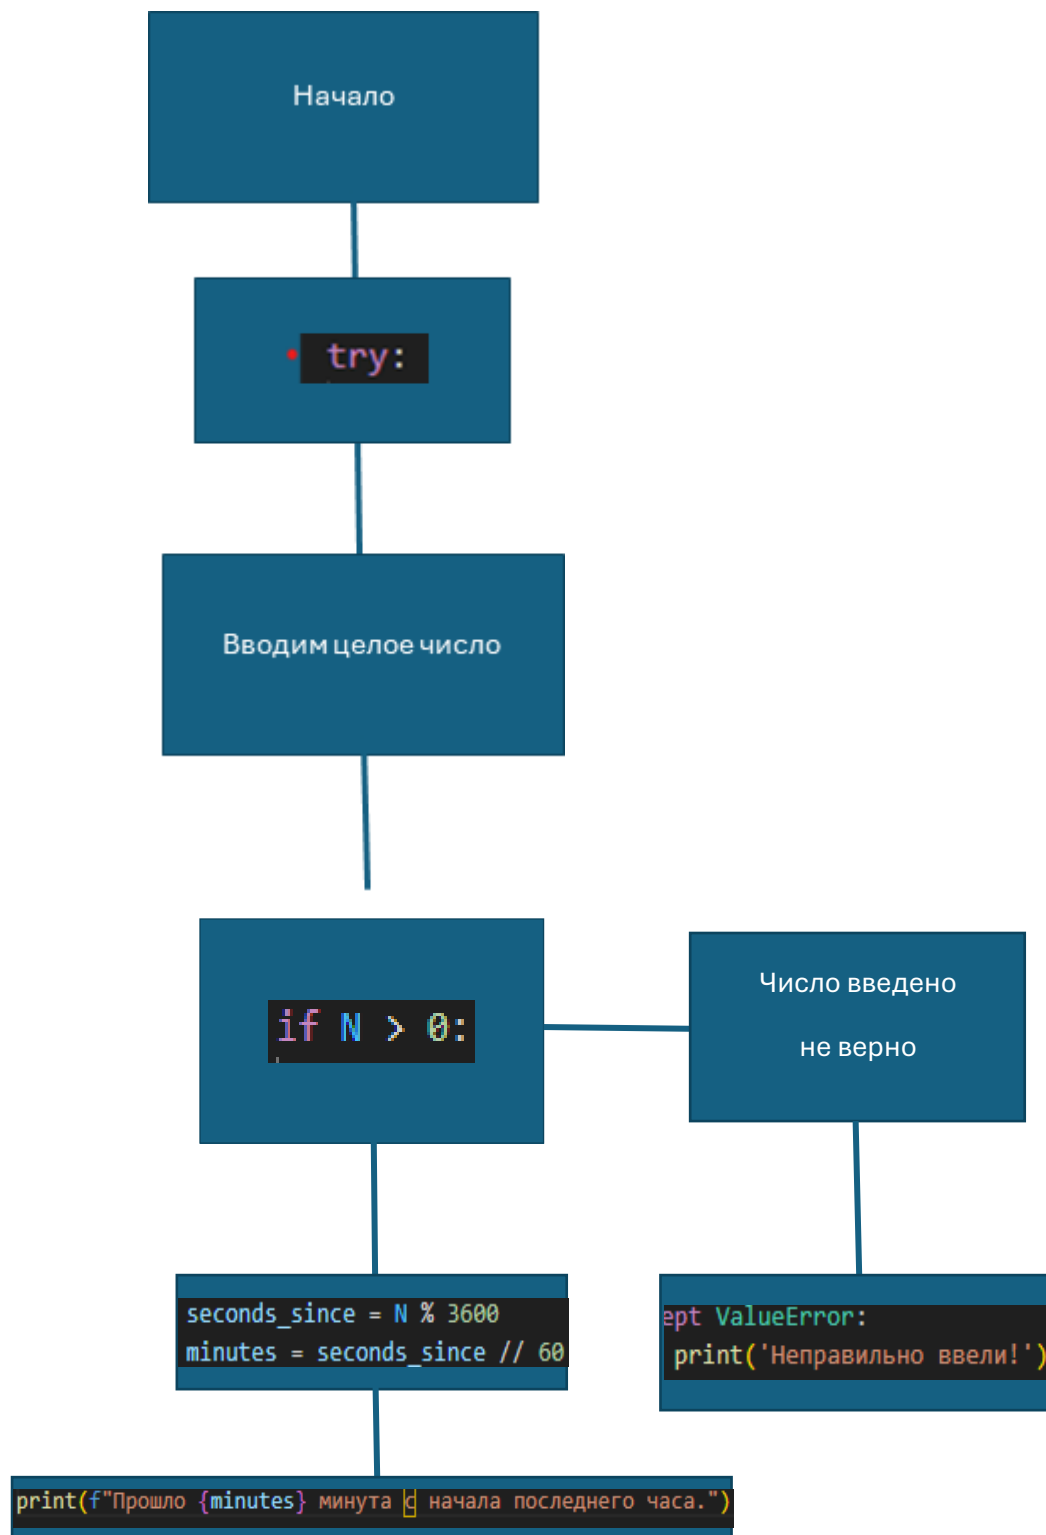 Начало
try:
Вводим целое число
if N > 0:
Число введено
не верно
seconds_since = N % 3600
minutes = seconds_since // 60
ept ValueError:
print('Неправильно ввели!')
print(f"Прошло {minutes} минута с начала последнего часа.")